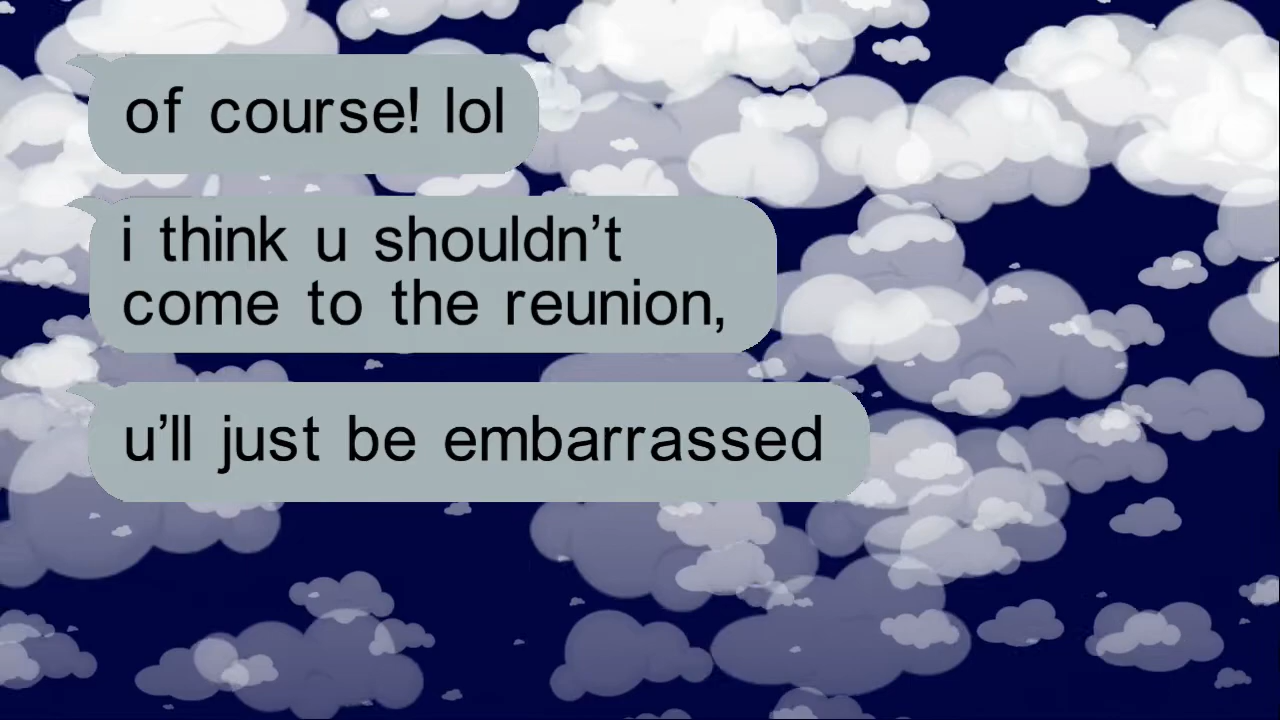 of course! lol
i think u shouldn’t
come to the reunion,
u’ll just be embarrassed